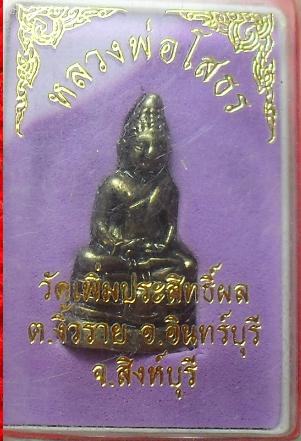 หลวงพ่อโสธร
วัดเพิ่มประสิทธิ์ผล
ต.งิ้วราย อ.อินทร์บุรี
จ.สิงห์บุรี